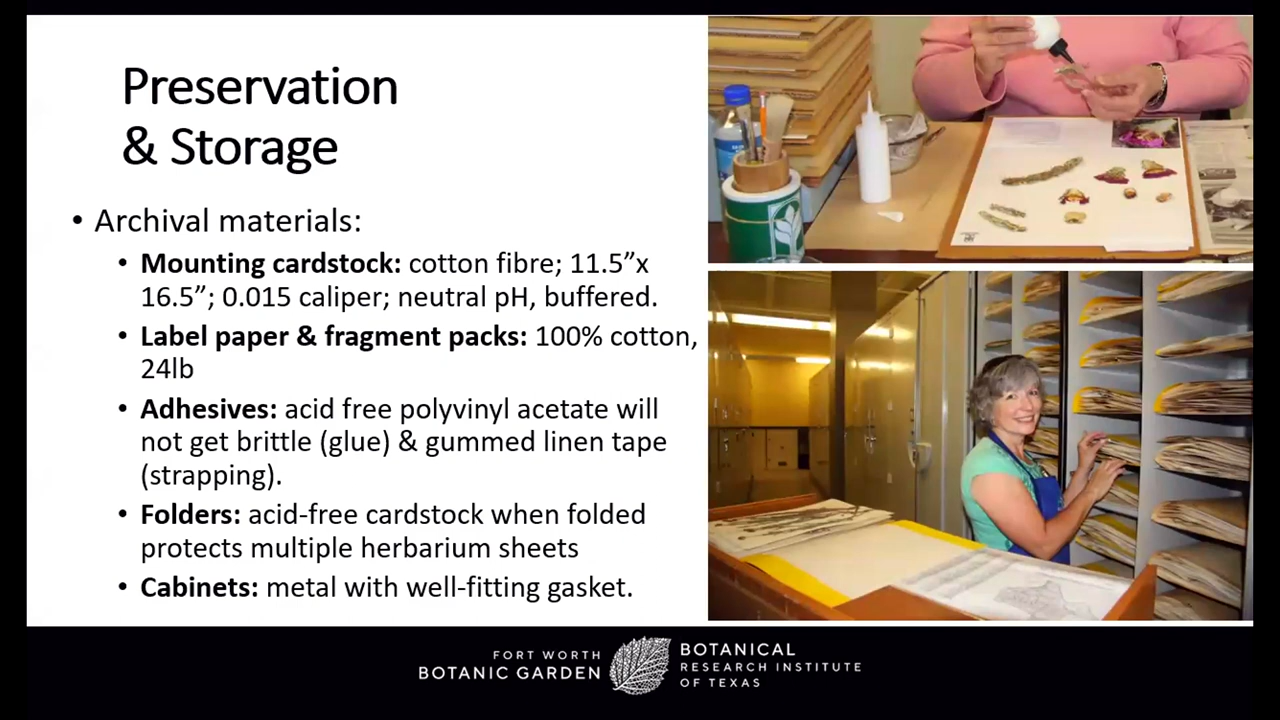 Preservation
& Storage
• Archival materials:
• Mounting cardstock: cotton fibre; 11.5”x
16.5”; 0.015 caliper; neutral pH, buffered.
• Label paper & fragment packs: 100% cotton,
24lb
• Adhesives: acid free polyvinyl acetate will
not get brittle (glue) & gummed linen tape
(strapping).
• Folders: acid-free cardstock when folded
protects multiple herbarium sheets
• Cabinets: metal with well-fitting gasket.
FORT WORTH
BOTANIC GARDEN
BOTANICAL
RESEARCH INSTITUTE
OF TEXAS